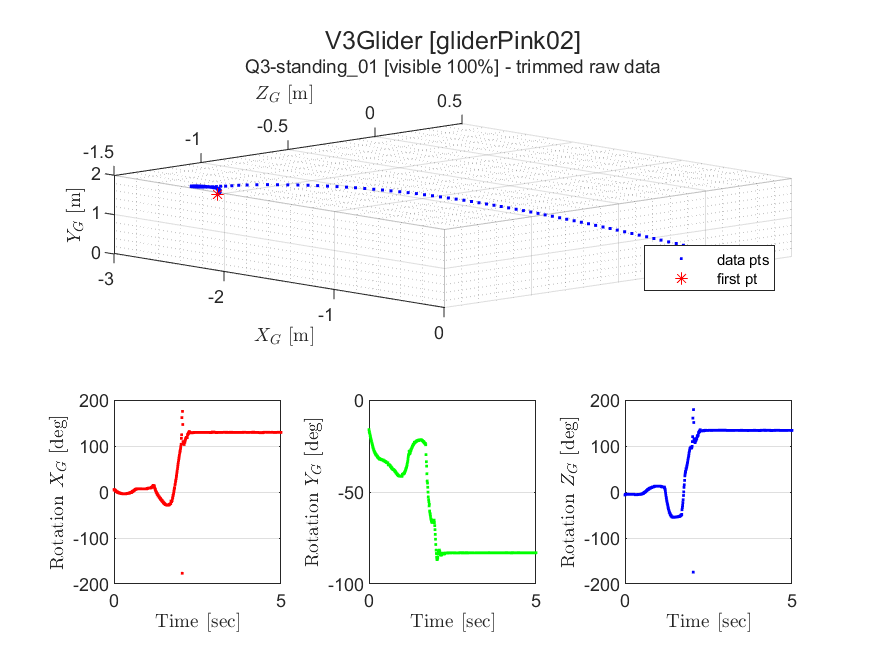 V3Glider [gliderPink02]
Q3-standing_01 [visible 100%] - trimmed raw data
Z_G [m]
0.5
0
-0.5
-1
-1.5
2
1
0
Y_G [m]
-3
-2
-1
0
X_G [m]
data pts
first pt
200
100
0
-100
-200
Rotation X_G [deg]
0
5
Time [sec]
0
-50
-100
Rotation Y_G [deg]
0
5
Time [sec]
200
100
0
-100
-200
Rotation Z_G [deg]
0
5
Time [sec]